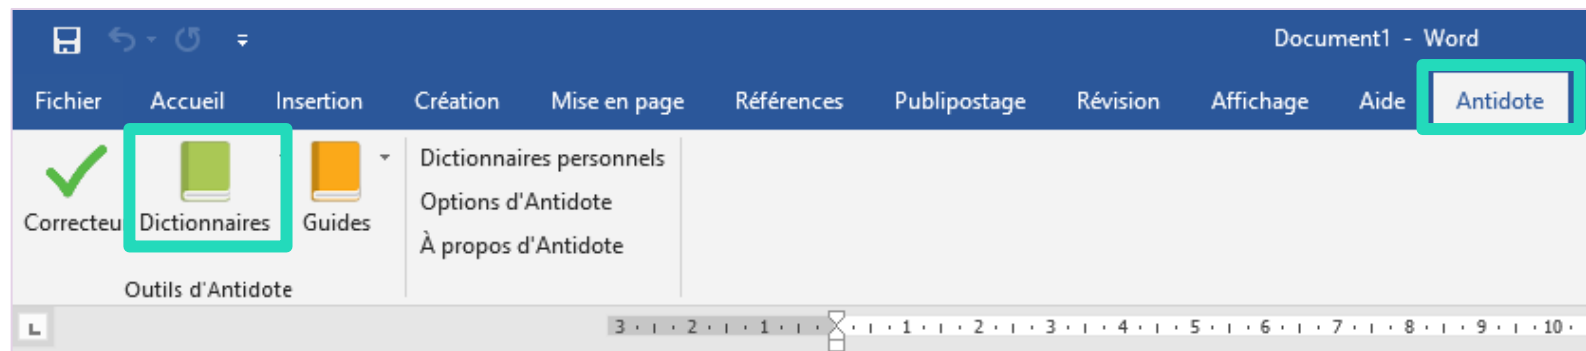 Document1 - Word
Fichier Accueil Insertion Création Mise en page Références Publipostage Révision Affichage Aide Antidote
Correcteu Dictionnaires Guides
Dictionnaires personnels
Options d'Antidote
À propos d'Antidote
Outils d'Antidote
L
3 2 1 1 2 3 4 5 6 7 8 9 10